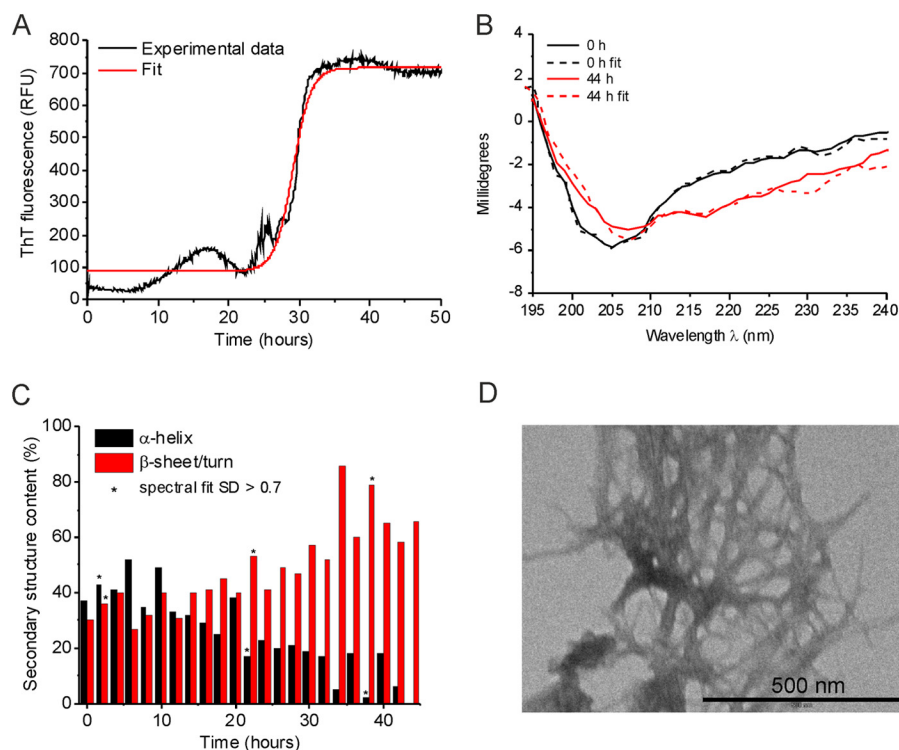 A
ThT fluorescence (RFU)
800
700
600
500
400
300
200
100
0
0 10 20 30 40 50
Time (hours)
Experimental data
Fit
B
Millidegrees
4
2
0
-2
-4
-6
-8
195 200 205 210 215 220 225 230 235 240
Wavelength λ (nm)
0 h
0 h fit
44 h
44 h fit
C
Secondary structure content (%)
100
80
60
40
20
0
0 10 20 30 40
Time (hours)
α-helix
β-sheet/turn
* spectral fit SD > 0.7
*
*
*
*
*
*
D
500 nm